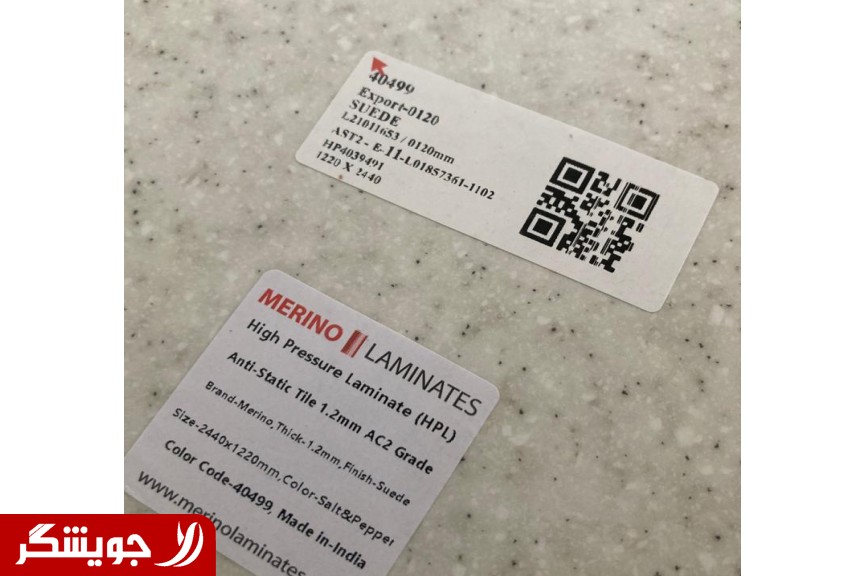 40499
Export-0120
SUEDE
L21011653 / 0120mm
AST2 - E-11-L01857361-1102
HP4039491
1220 X 2440
MERINO LAMINATES
High Pressure Laminate (HPL)
Anti-Static Tile 1.2mm AC2 Grade
Brand-Merino,Thick-1.2mm,Finish-Suede
Size-2440x1220mm,Color-Salt&Pepper
Color Code-40499, Made in-India
www.merinolaminates
جویشگر